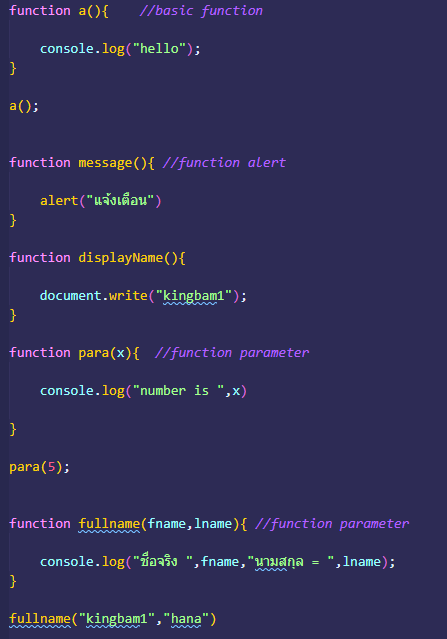 function a(){    //basic function
console.log("hello");
}
a();
function message(){ //function alert
alert("แจ้งเตือน")
}
function displayName(){
document.write("kingbam1");
}
function para(x){  //function parameter
console.log("number is ",x)
}
para(5);
function fullname(fname,lname){ //function parameter
console.log("ชื่อจริง ",fname,"นามสกุล = ",lname);
}
fullname("kingbam1","hana")